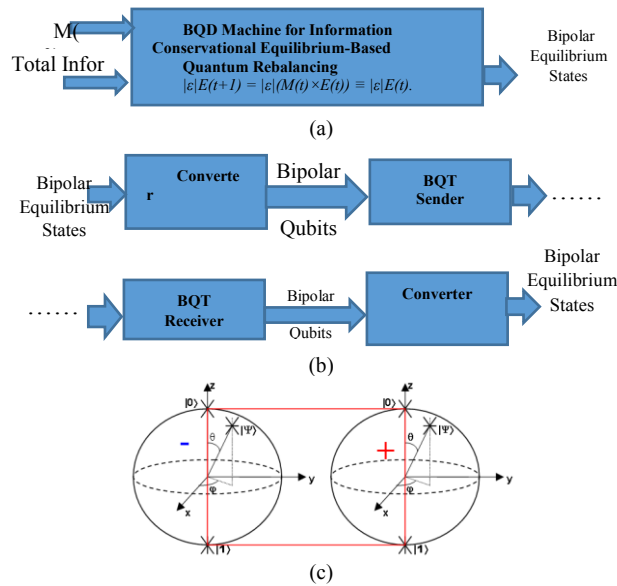 M(
Total Infor
BQD Machine for Information
Conservational Equilibrium-Based
Quantum Rebalancing
|ε|E(t+1) = |ε|(M(t)×E(t)) ≡ |ε|E(t).
Bipolar
Equilibrium
States
(a)
Bipolar
Equilibrium
States
Converte
r
Bipolar
Qubits
BQT
Sender
......
......
BQT
Receiver
Bipolar
Qubits
Converter
Bipolar
Equilibrium
States
(b)
z
|0⟩
|Ψ⟩
θ
-
y
φ
x
|1⟩
z
|0⟩
|Ψ⟩
θ
+
y
φ
x
|1⟩
(c)